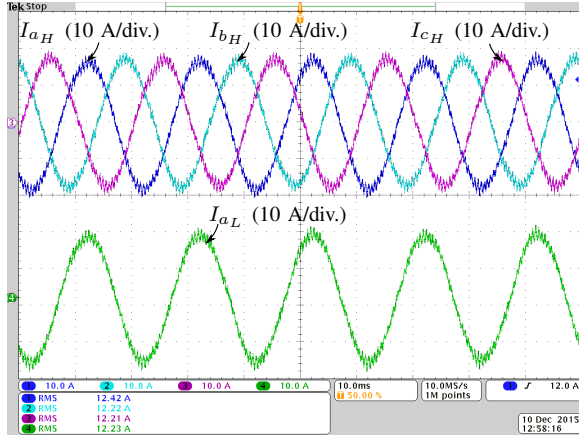 Tek Stop
T
I_{a_H} (10 A/div.) I_{b_H} (10 A/div.) I_{c_H} (10 A/div.)
3
I_{a_L} (10 A/div.)
4
1 10.0 A 2 10.0 A 3 10.0 A 4 10.0 A
1 RMS 12.42 A
2 RMS 12.22 A
3 RMS 12.21 A
4 RMS 12.23 A
10.0ms
T 50.00 %
10.0MS/s
1M points
1 12.0 A
10 Dec 2015
12:58:16